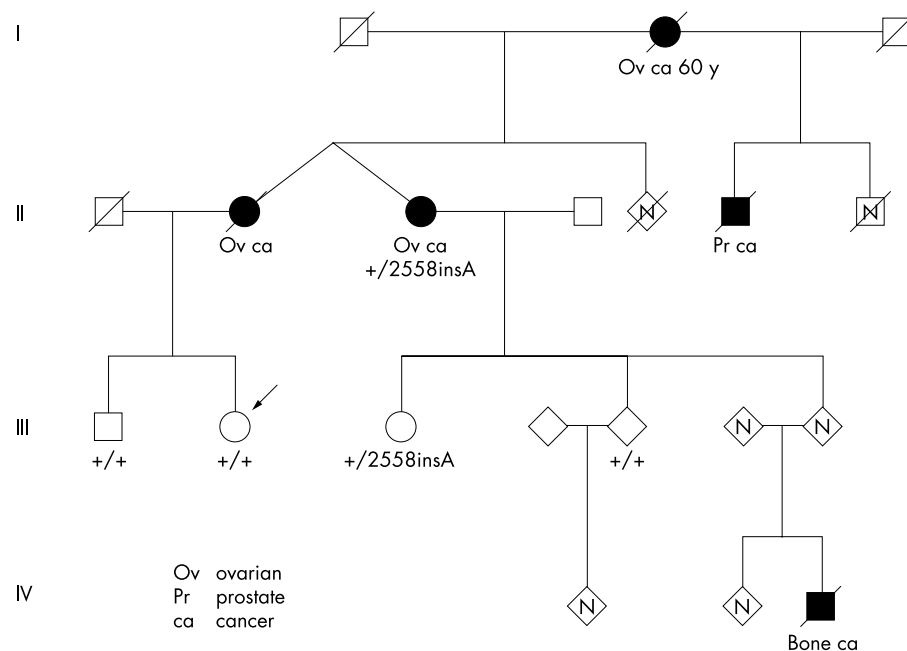 I
Ov ca 60 y
II
N
N
Ov ca
Ov ca
+/2558insA
Pr ca
III
N
N
+/+
+/+
+/2558insA
+/+
IV
N
N
Bone ca
Ov ovarian
Pr prostate
ca cancer